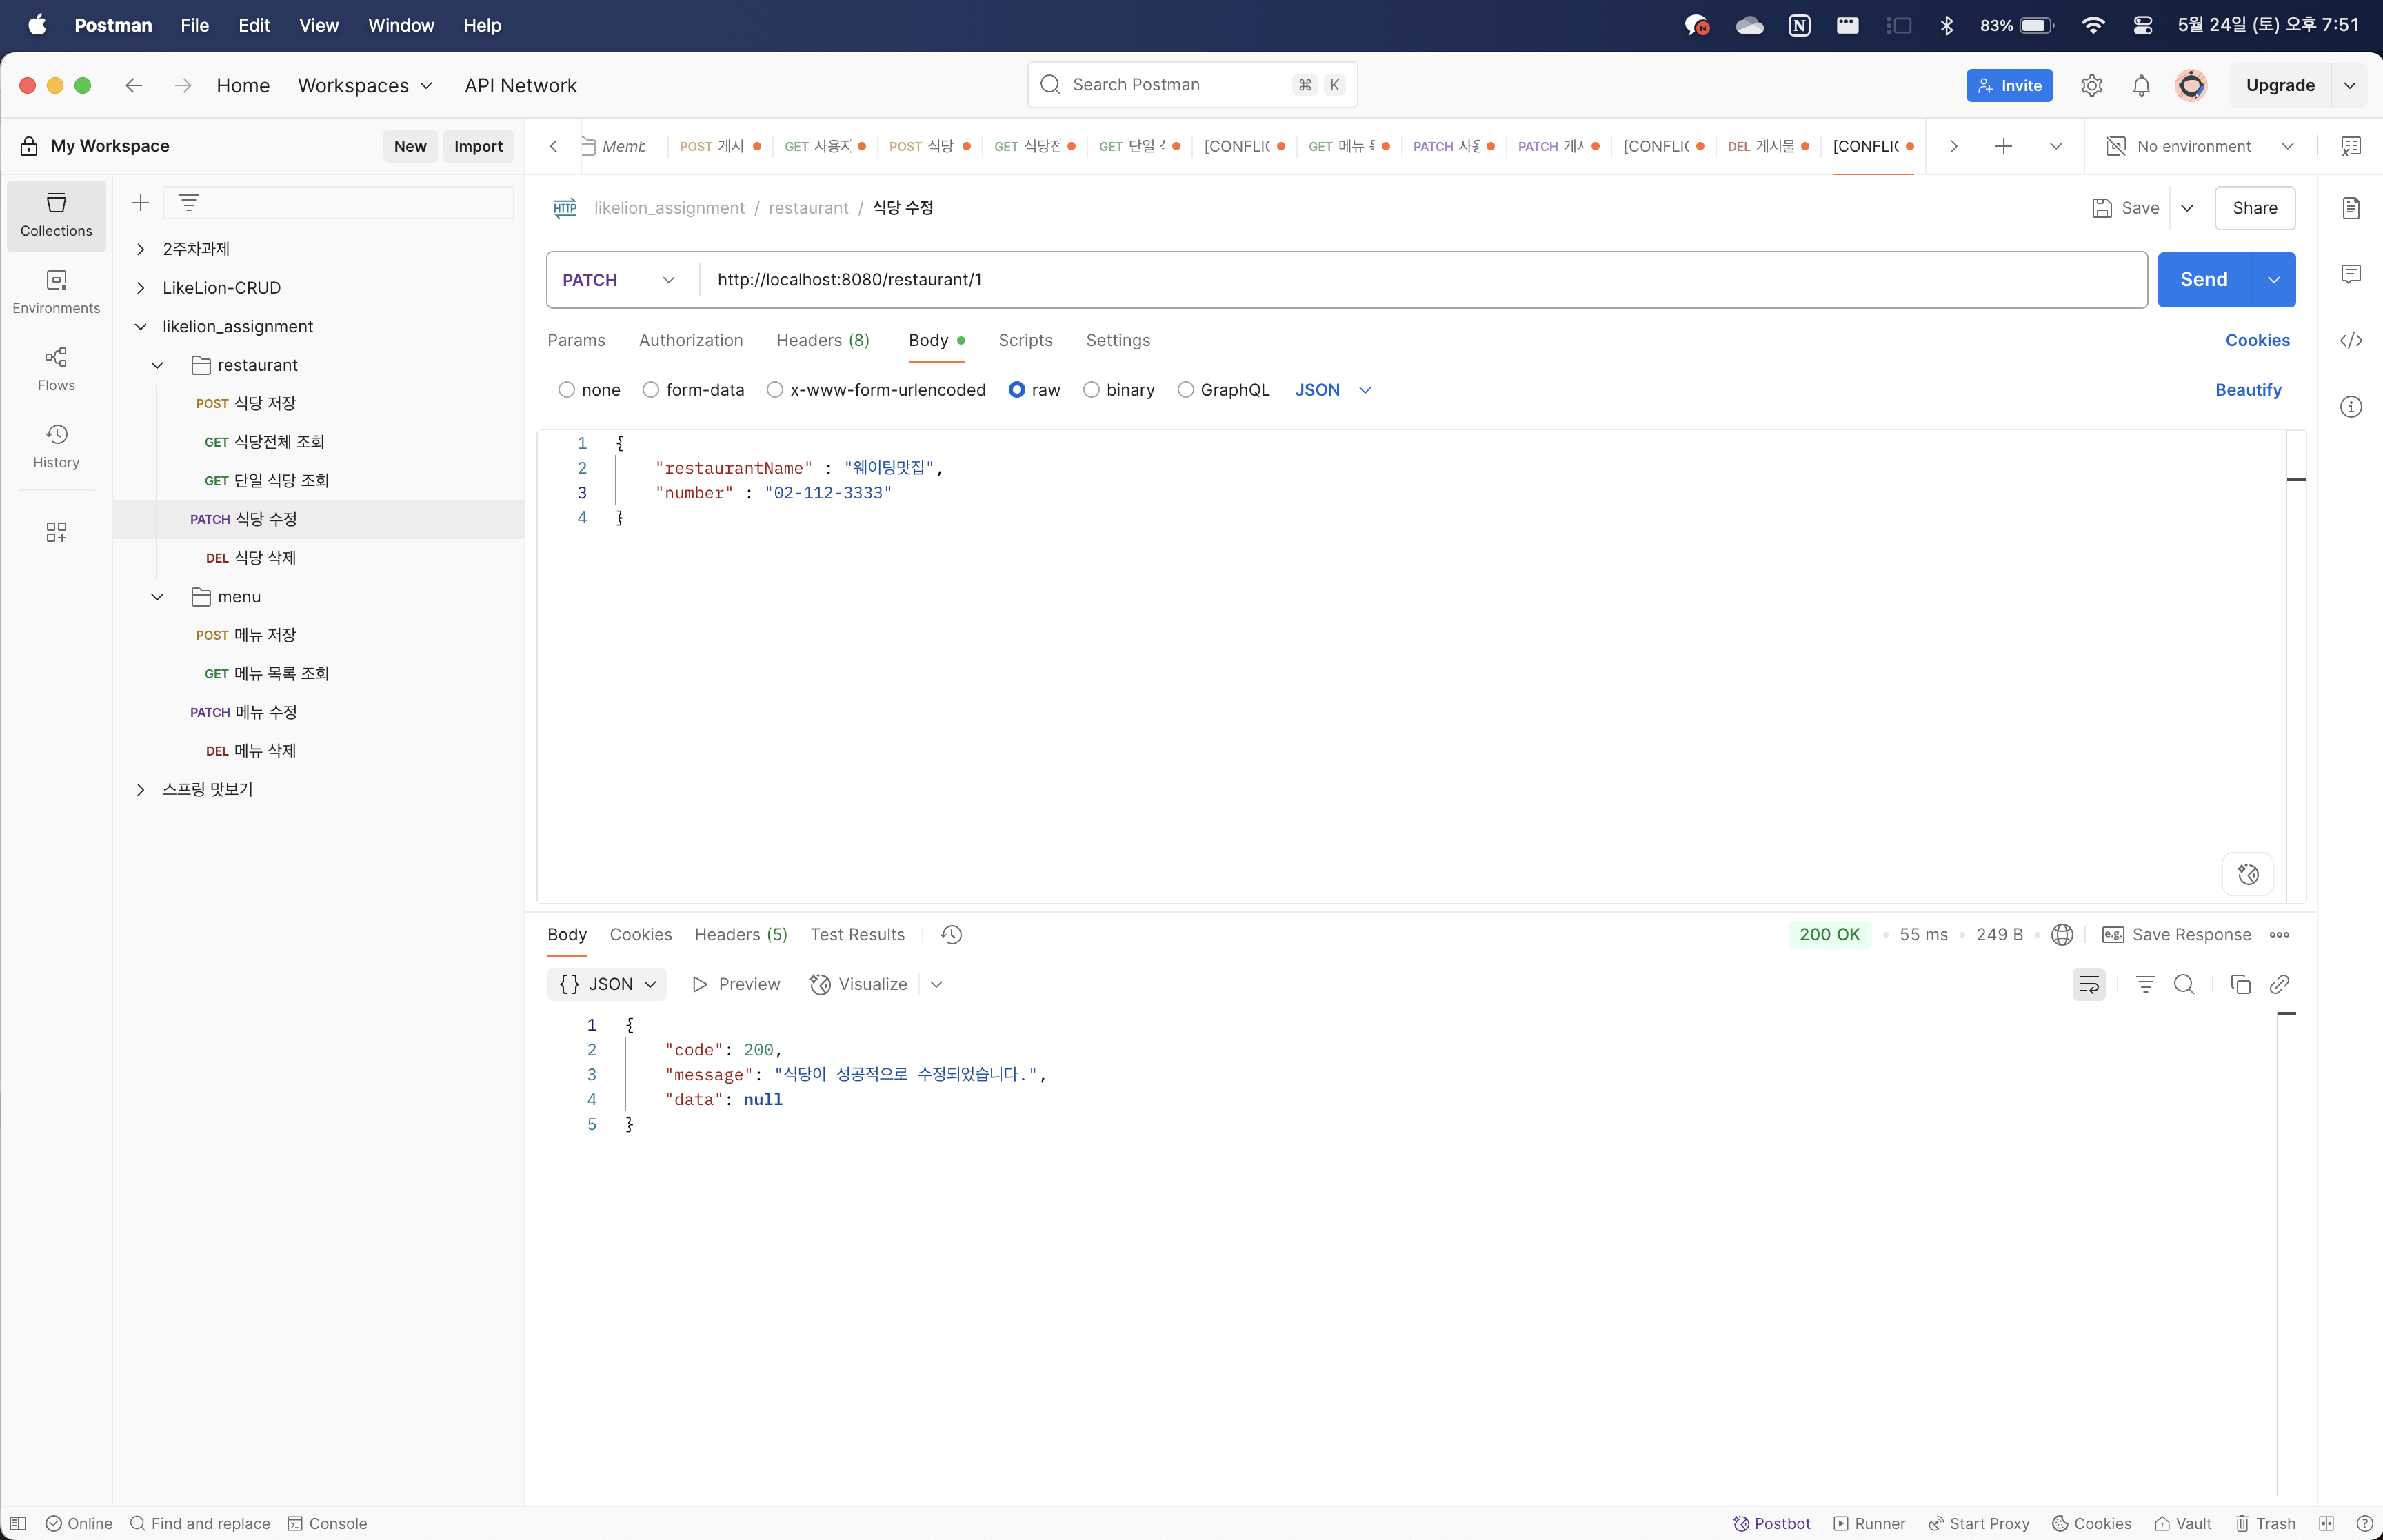 Postman File Edit View Window Help 83% 5월 24일 (토) 오후 7:51
Home Workspaces API Network Search Postman ⌘ K Invite Upgrade
My Workspace New Import
Memb POST 게시 GET 사용자 POST 식당 GET 식당전 GET 단일 [CONFLIC GET 메뉴 PATCH 사용 PATCH 게시 [CONFLIC DEL 게시물 [CONFLIC No environment
Collections
Environments
Flows
History
2주차과제
LikeLion-CRUD
likelion_assignment
restaurant
POST 식당 저장
GET 식당전체 조회
GET 단일 식당 조회
PATCH 식당 수정
DEL 식당 삭제
menu
POST 메뉴 저장
GET 메뉴 목록 조회
PATCH 메뉴 수정
DEL 메뉴 삭제
스프링 맛보기
HTTP likelion_assignment / restaurant / 식당 수정 Save Share
PATCH http://localhost:8080/restaurant/1 Send
Params Authorization Headers (8) Body Scripts Settings Cookies
none form-data x-www-form-urlencoded raw binary GraphQL JSON Beautify
1 {
2 "restaurantName" : "웨이팅맛집",
3 "number" : "02-112-3333"
4 }
Body Cookies Headers (5) Test Results 200 OK 55 ms 249 B e.g. Save Response
{} JSON Preview Visualize
1 {
2 "code": 200,
3 "message": "식당이 성공적으로 수정되었습니다.",
4 "data": null
5 }
Online Find and replace Console Postbot Runner Start Proxy Cookies Vault Trash